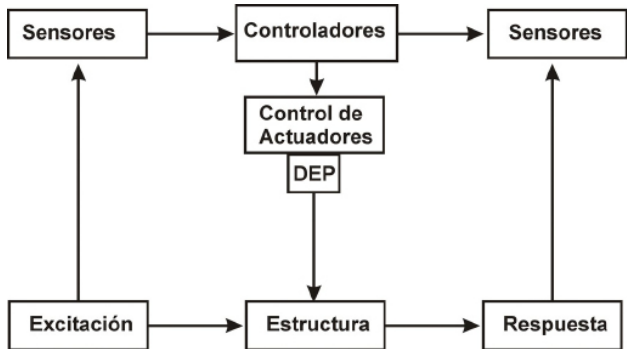 Sensores
Controladores
Sensores
Control de
Actuadores
DEP
Excitación
Estructura
Respuesta